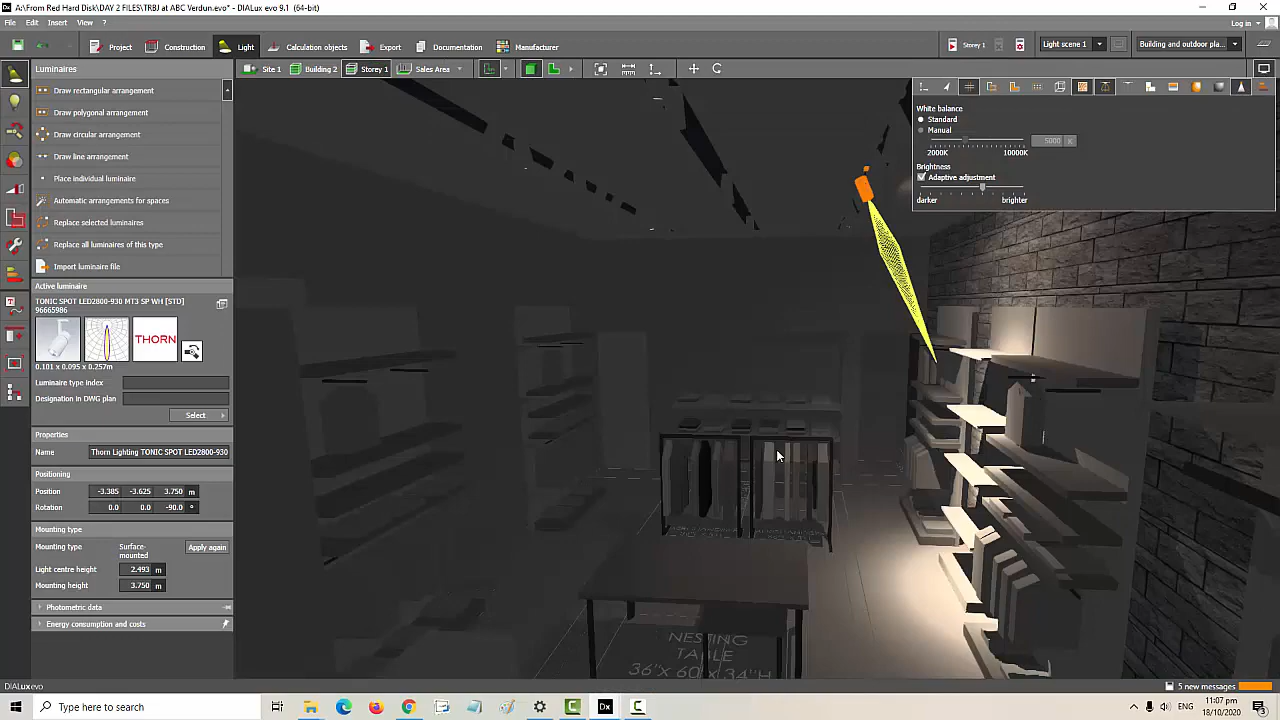 A:\From Red Hard Disk\DAY 2 FILES\TRBJ at ABC Verdun.evo* - DIALux evo 9.1 (64-bit)
File Edit Insert View ?
Log in
Project Construction Light Calculation objects Export Documentation Manufacturer
Storey 1 Light scene 1 Building and outdoor pla...
Luminaires
Site 1 Building 2 Storey 1 Sales Area
Draw rectangular arrangement
Draw polygonal arrangement
Draw circular arrangement
Draw line arrangement
Place individual luminaire
Automatic arrangements for spaces
Replace selected luminaires
Replace all luminaires of this type
Import luminaire file
Active luminaire
TONIC SPOT LED2800-930 MT3 SP WH [STD]
96665986
THORN
0.101 x 0.095 x 0.257m
Luminaire type index
Designation in DWG plan
Select
Properties
Name Thorn Lighting TONIC SPOT LED2800-930
Positioning
Position -3.385 -3.625 3.750 m
Rotation 0.0 0.0 -90.0 °
Mounting type
Mounting type Surface-mounted Apply again
Light centre height 2.493 m
Mounting height 3.750 m
Photometric data
Energy consumption and costs
White balance
Standard
Manual
5000 K
2000K 10000K
Brightness
Adaptive adjustment
darker brighter
NESTING
TABLE
36"X 60"X 34"H
DIALux evo
5 new messages
Type here to search
Dx
ENG
11:07 pm
18/10/2020